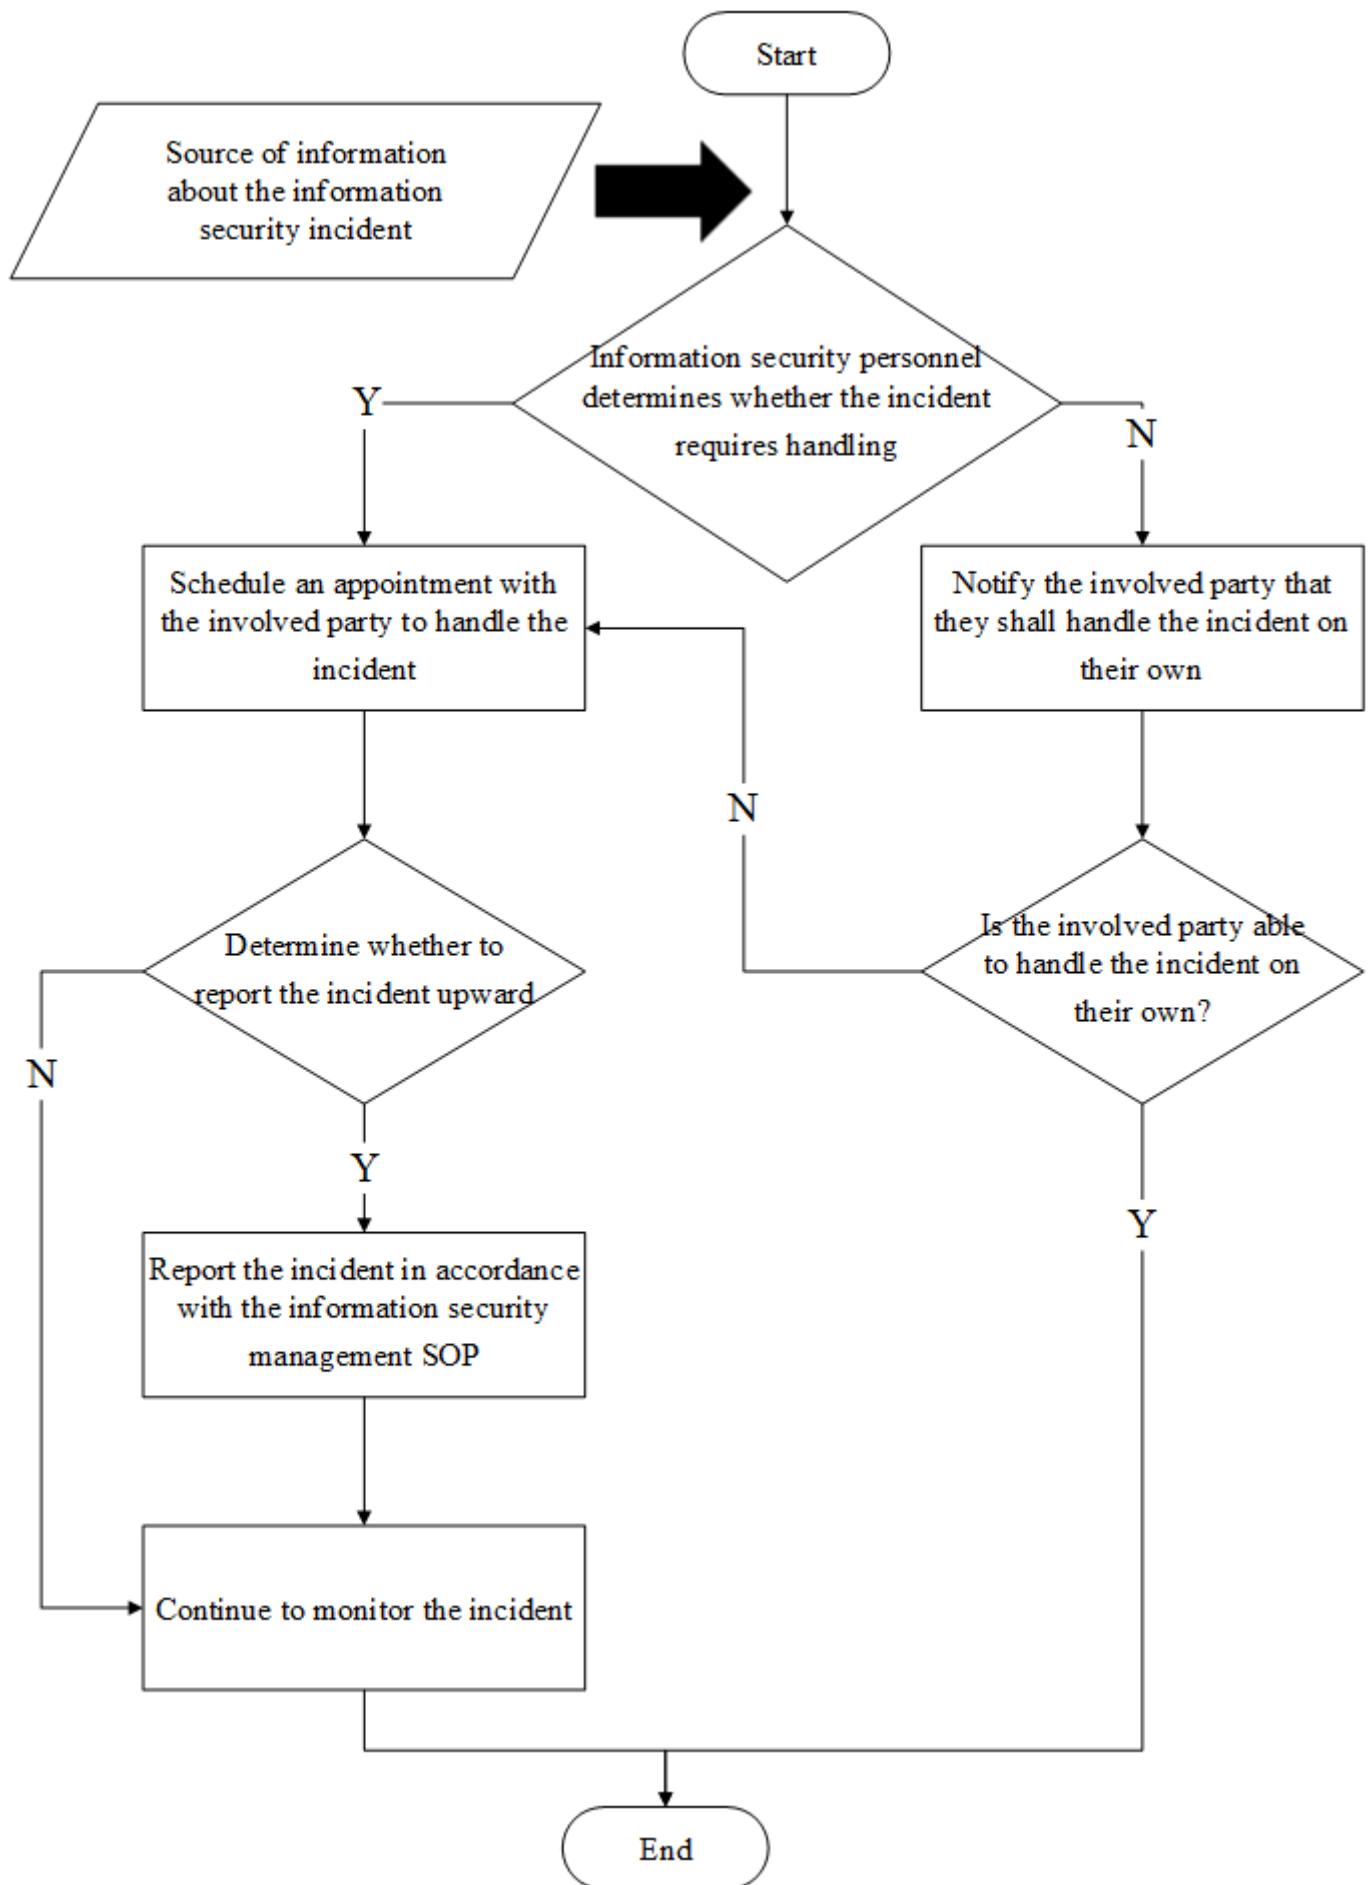 Start
Source of information
about the information
security incident
Information security personnel
determines whether the incident
requires handling
Y
N
Schedule an appointment with
the involved party to handle the
incident
Notify the involved party that
they shall handle the incident on
their own
N
Determine whether to
report the incident upward
Is the involved party able
to handle the incident on
their own?
N
Y
Y
Report the incident in accordance
with the information security
management SOP
Continue to monitor the incident
End